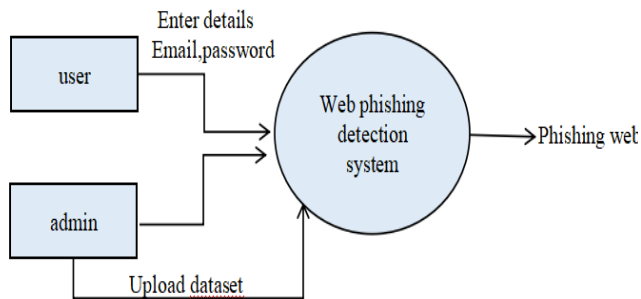 Enter details
Email,password
user
Web phishing
detection
system
Phishing web
admin
Upload dataset